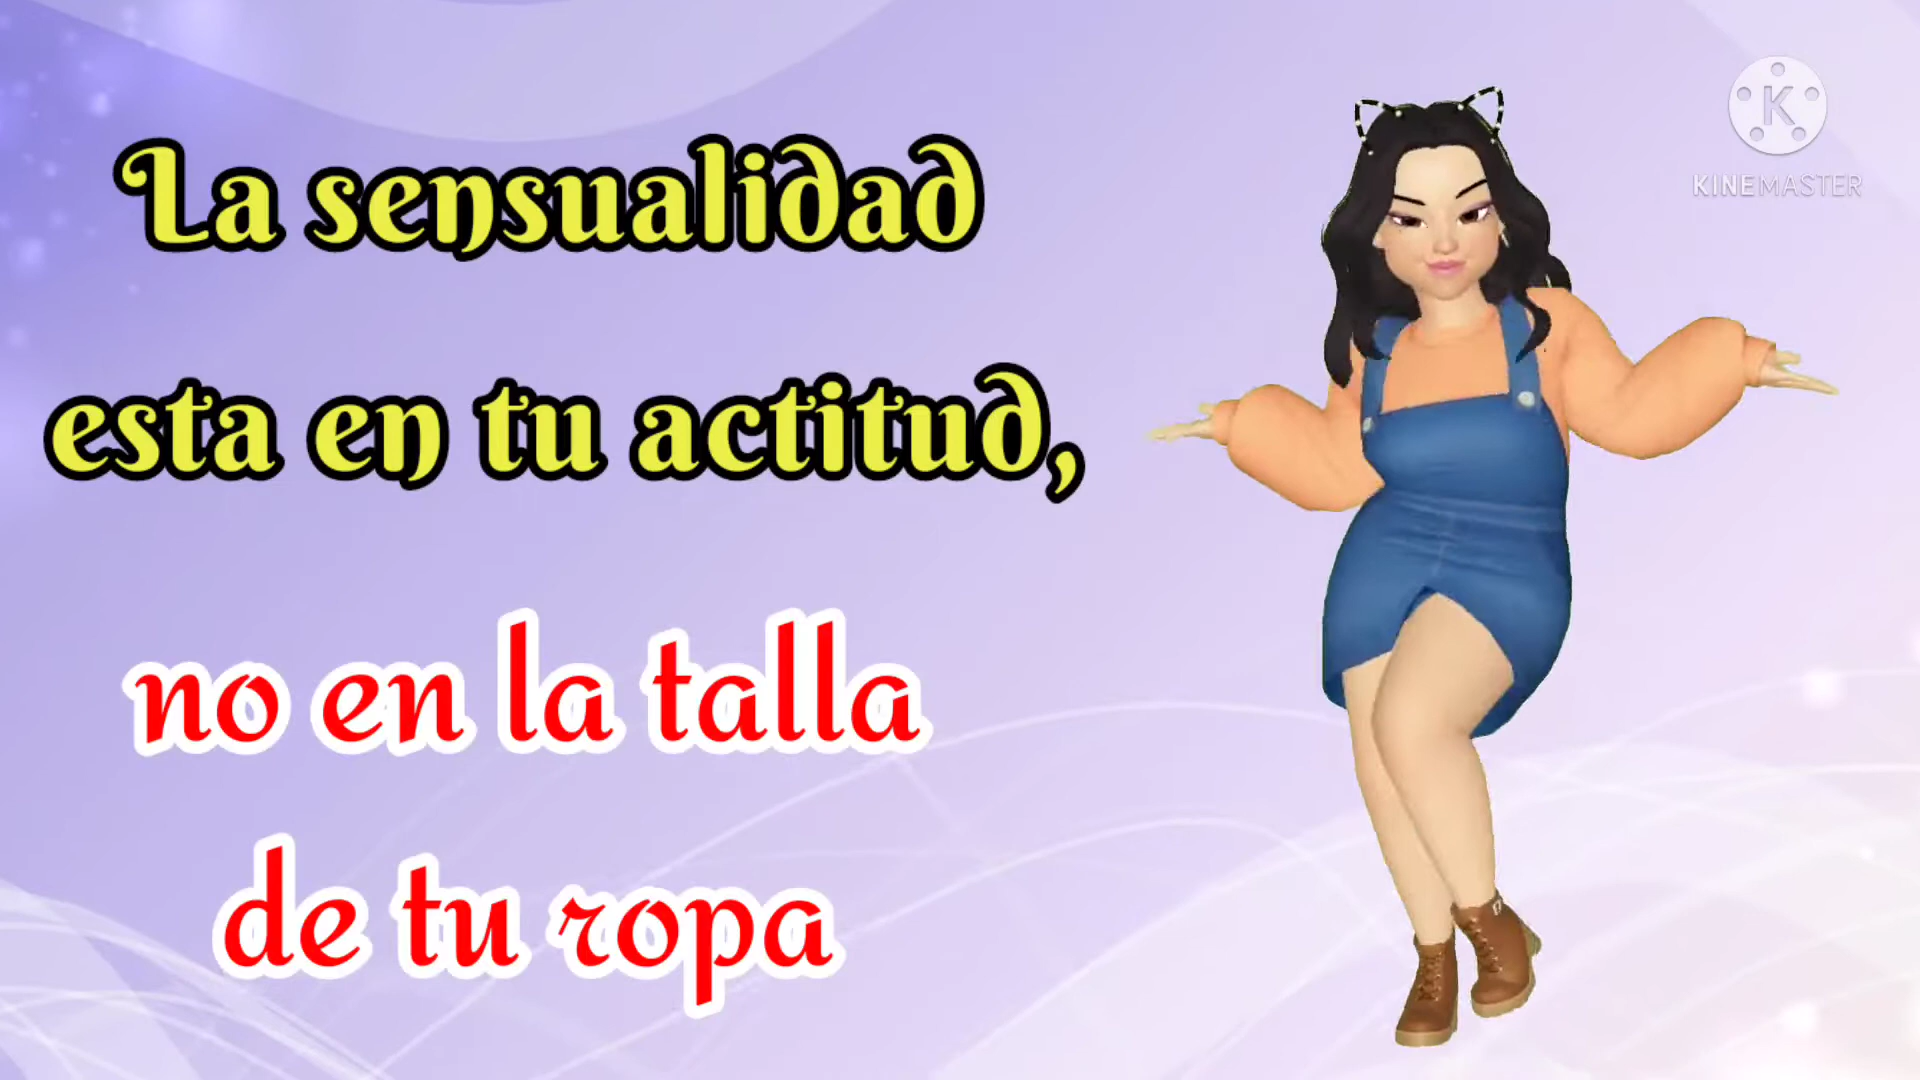 La sensualidad
esta en tu actitud,
no en la talla
de tu ropa
K
KINEMASTER